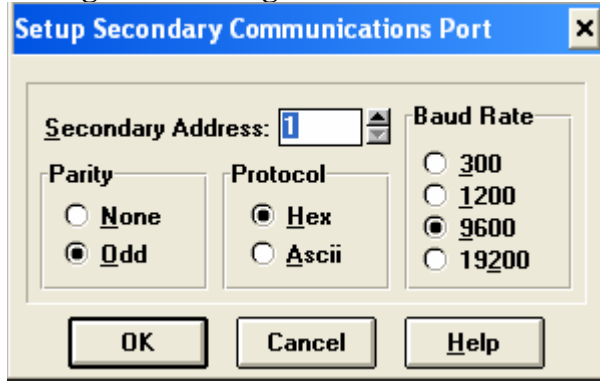 Setup Secondary Communications Port
Secondary Address: 1
Baud Rate
300
1200
9600
19200
Parity
None
Odd
Protocol
Hex
Ascii
OK
Cancel
Help